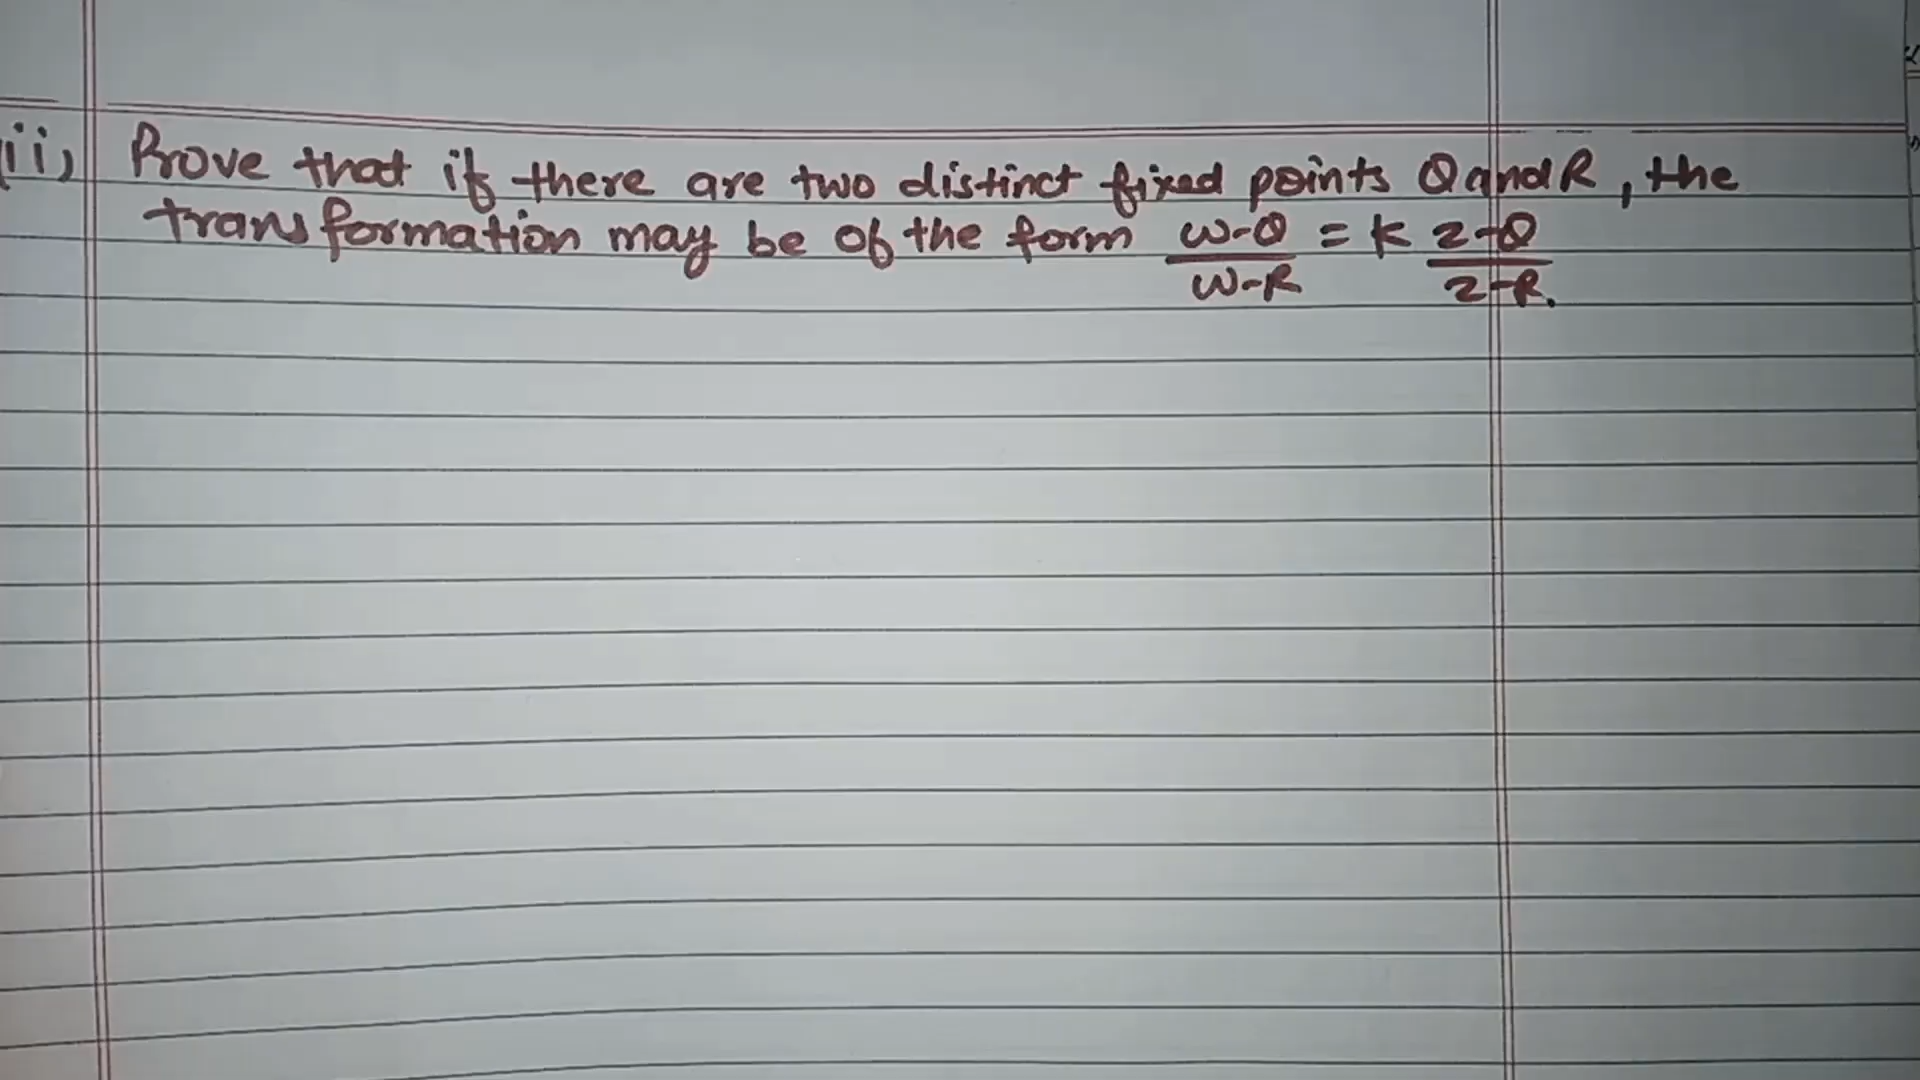 (ii) Prove that if there are two distinct fixed points Q and R, the
transformation may be of the form w-Q/w-R = k z-Q/z-R.